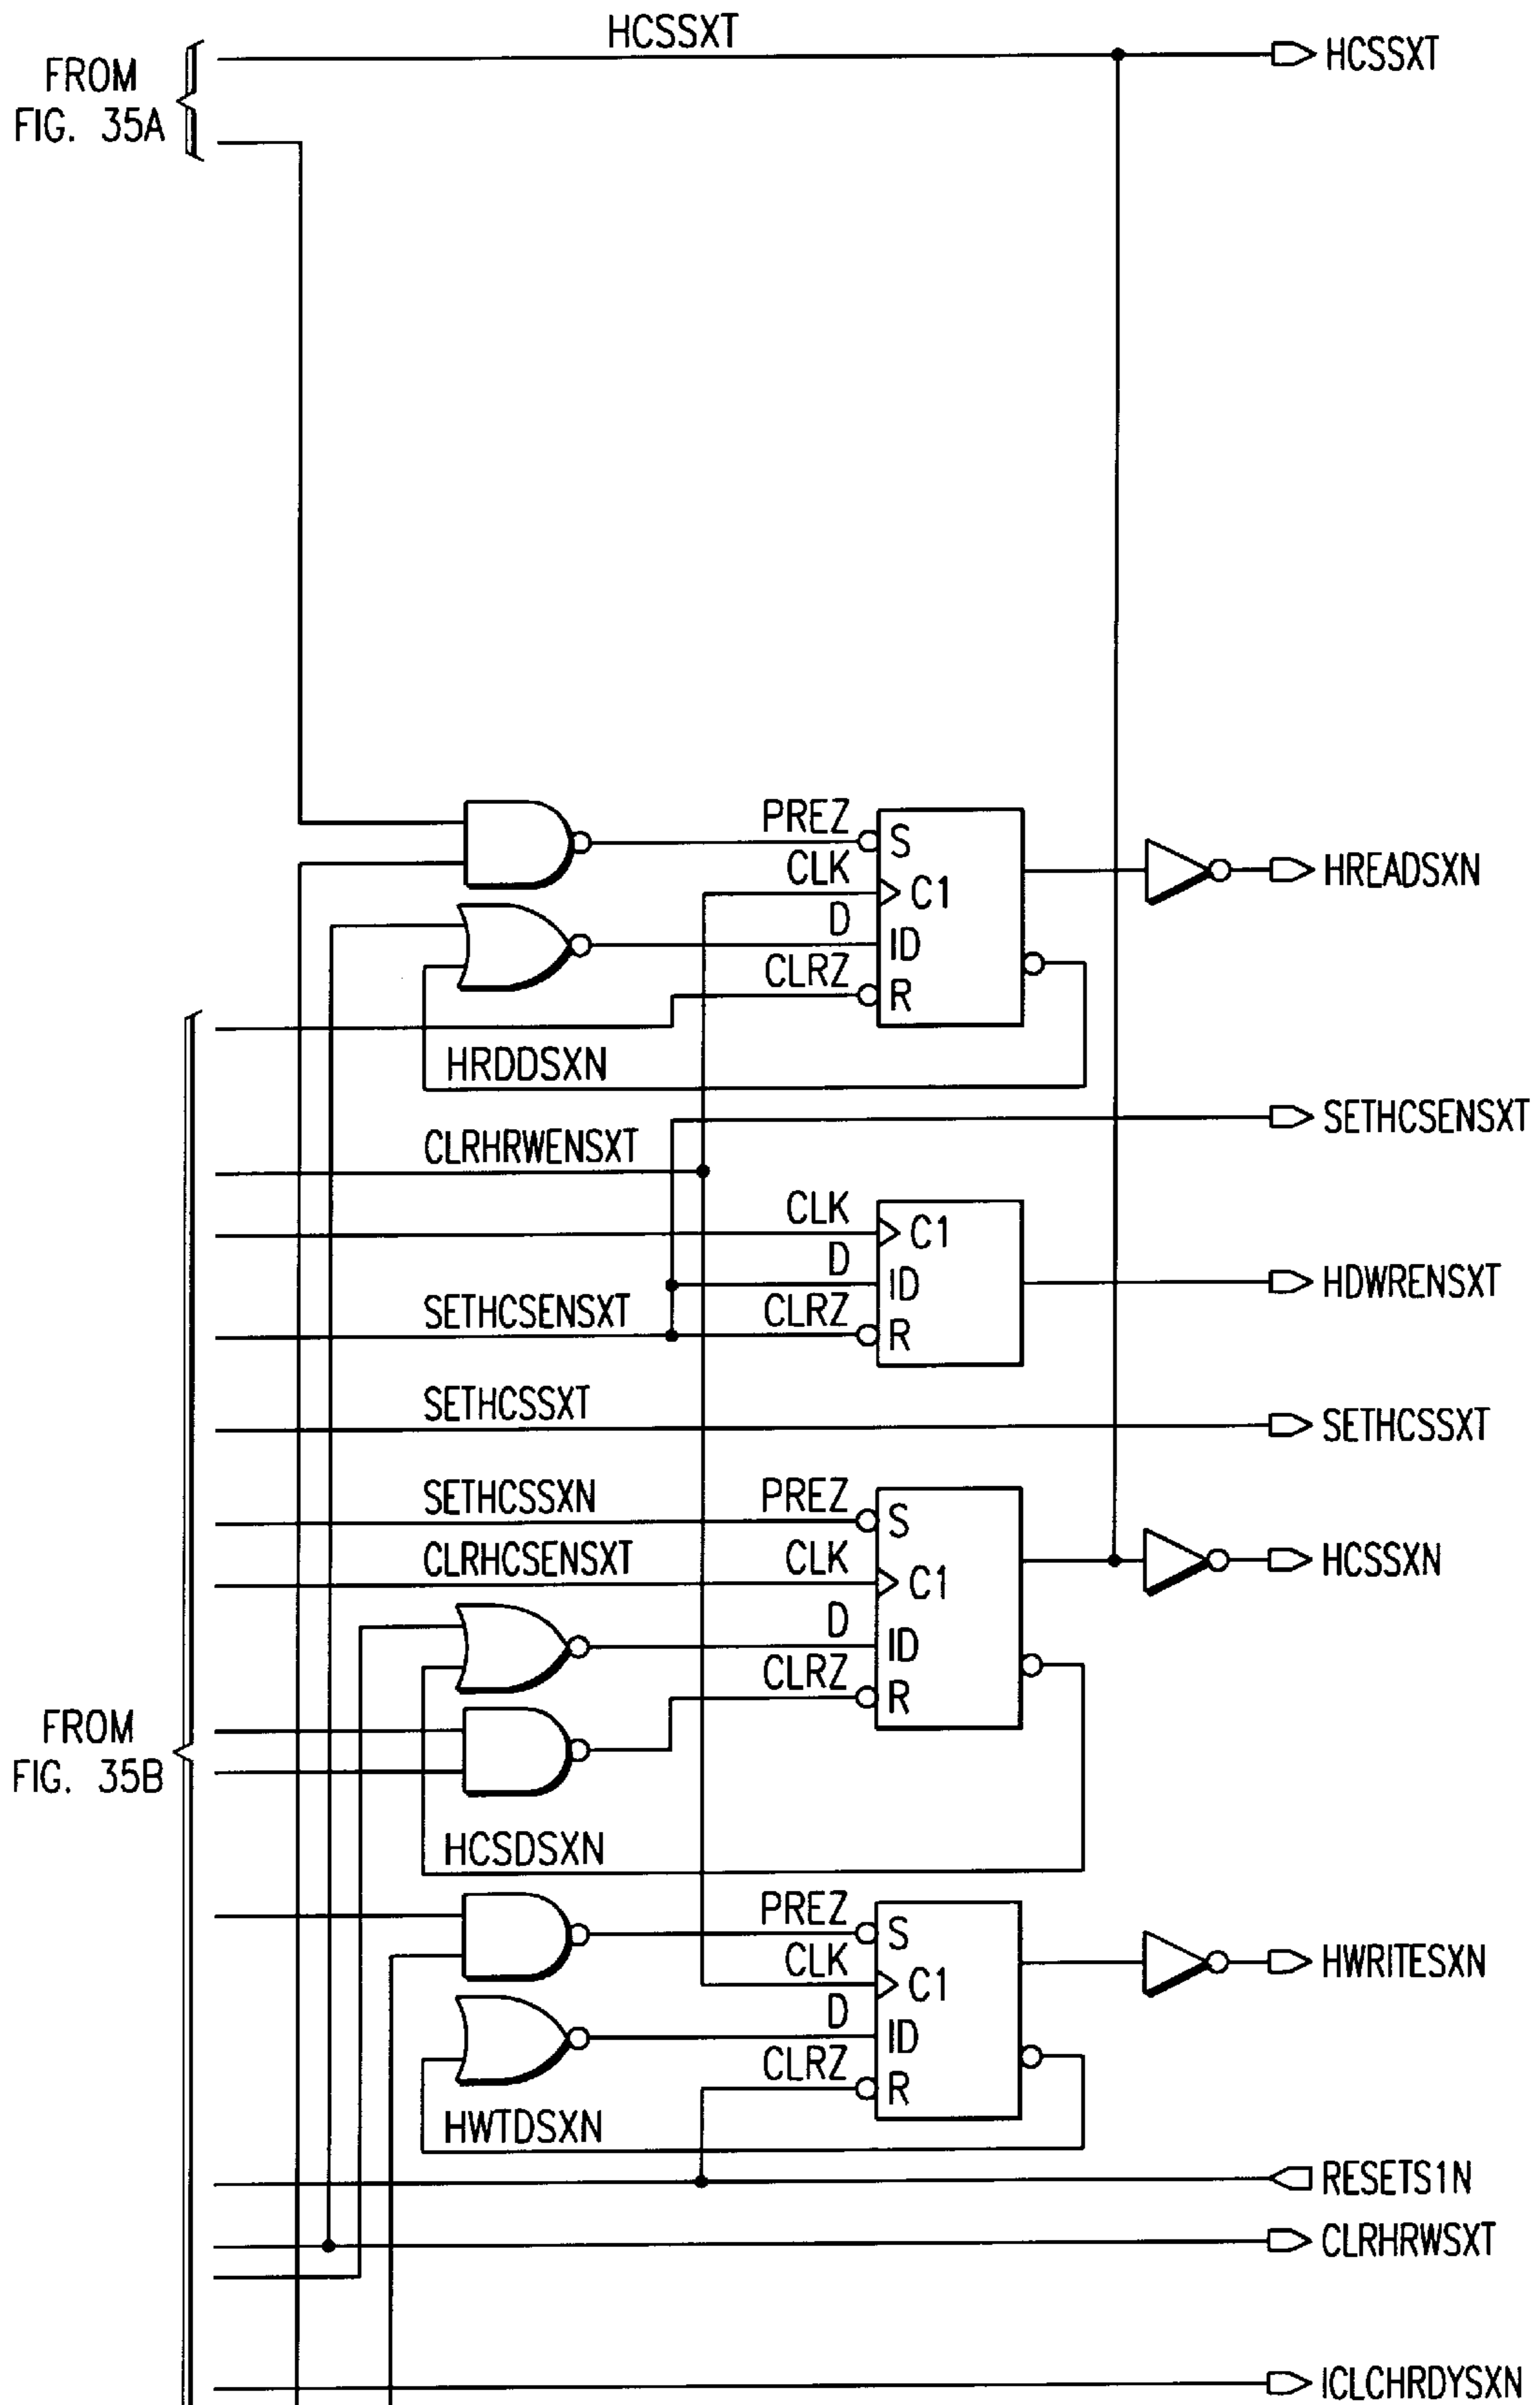 HCSSXT
HCSSXT
FROM
FIG. 35A
PREZ
S
CLK
C1
HREADSXN
D
ID
CLRZ
R
HRDDSXN
SETHCSENSXT
CLRHRWENSXT
CLK
C1
D
ID
HDWRENSXT
SETHCSENSXT
CLRZ
R
SETHCSSXT
SETHCSSXT
SETHCSSXN
PREZ
S
CLRHCSENSXT
CLK
C1
HCSSXN
D
ID
CLRZ
R
FROM
FIG. 35B
HCSDSXN
PREZ
S
CLK
C1
HWRITESXN
D
ID
CLRZ
R
HWTDSXN
RESETS1N
CLRHRWSXT
ICLCHRDYSXN